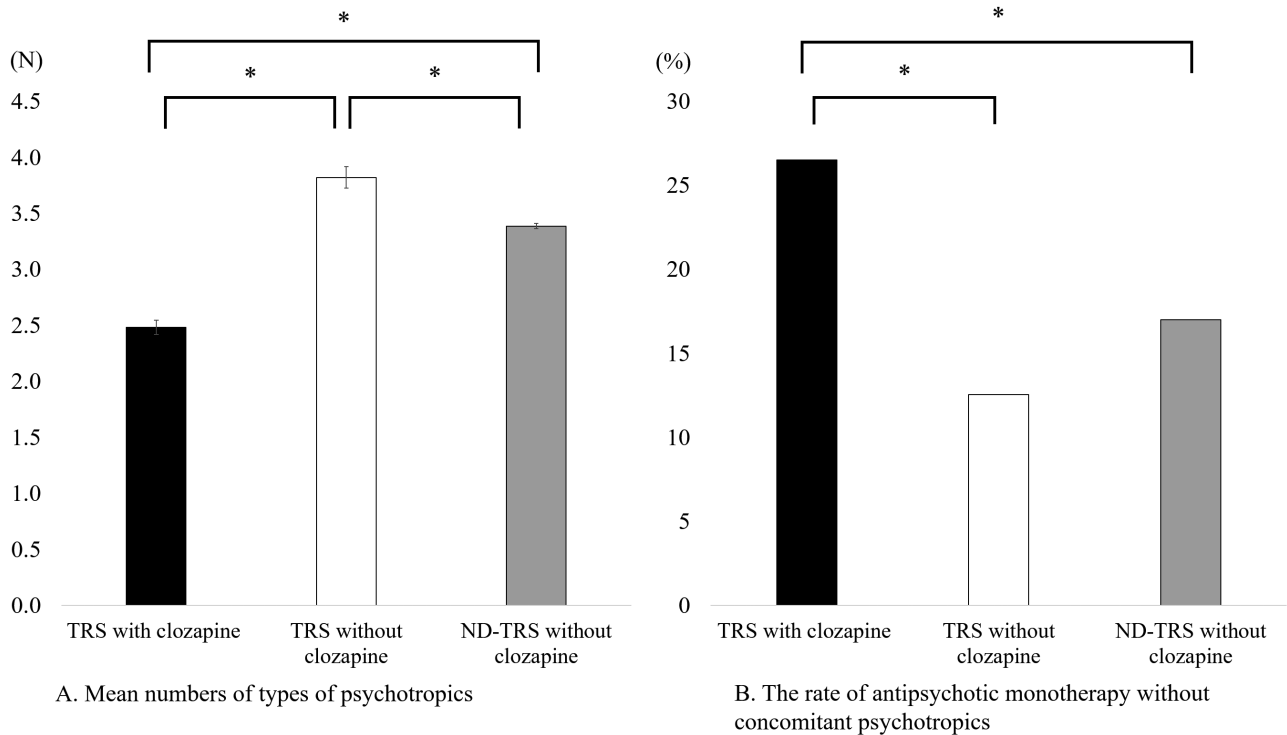 *
(N)
*
*
4.5
4.0
3.5
3.0
2.5
2.0
1.5
1.0
0.5
0.0
TRS with clozapine
TRS without
clozapine
ND-TRS without
clozapine
A. Mean numbers of types of psychotropics
*
(%)
*
30
25
20
15
10
5
0
TRS with clozapine
TRS without
clozapine
ND-TRS without
clozapine
B. The rate of antipsychotic monotherapy without
concomitant psychotropics